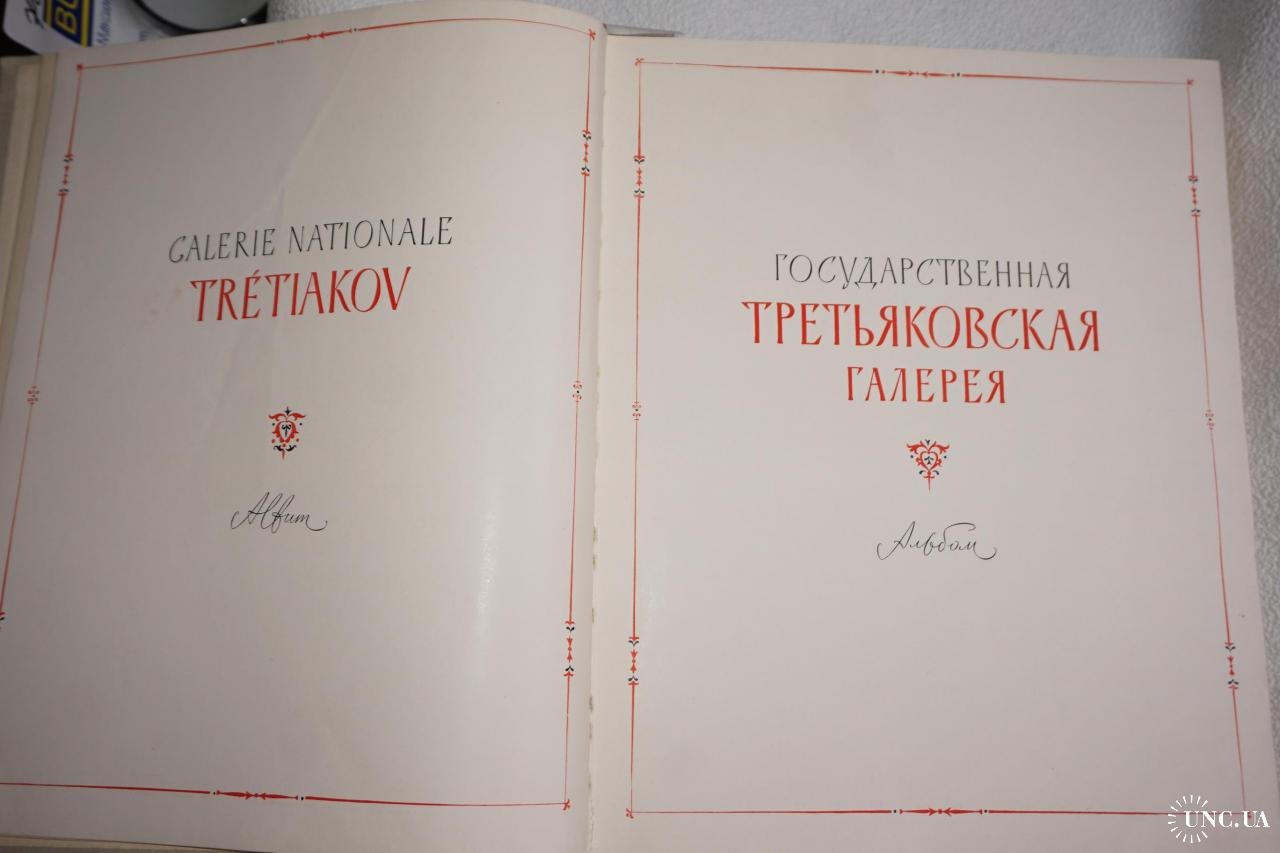 GALERIE NATIONALE
TRÉTIAKOV
Album
ГОСУДАРСТВЕННАЯ
ТРЕТЬЯКОВСКАЯ
ГАЛЕРЕЯ
Альбом
UNC.UA